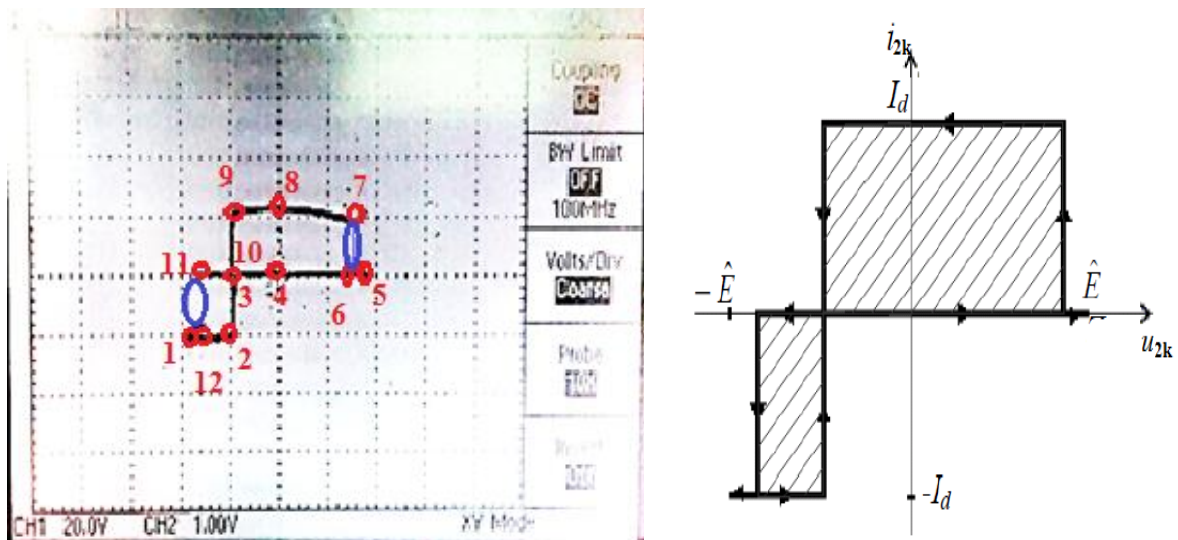 Coupling
DC
BW Limit
OFF
100MHz
Volts/Div
Coarse
Probe
CH1 20.0V CH2 1.00V XY Mode
9 8 7
11 10
3 4 6 5
1 12 2
i2k
Id
− Ê Ê
u2k
-Id